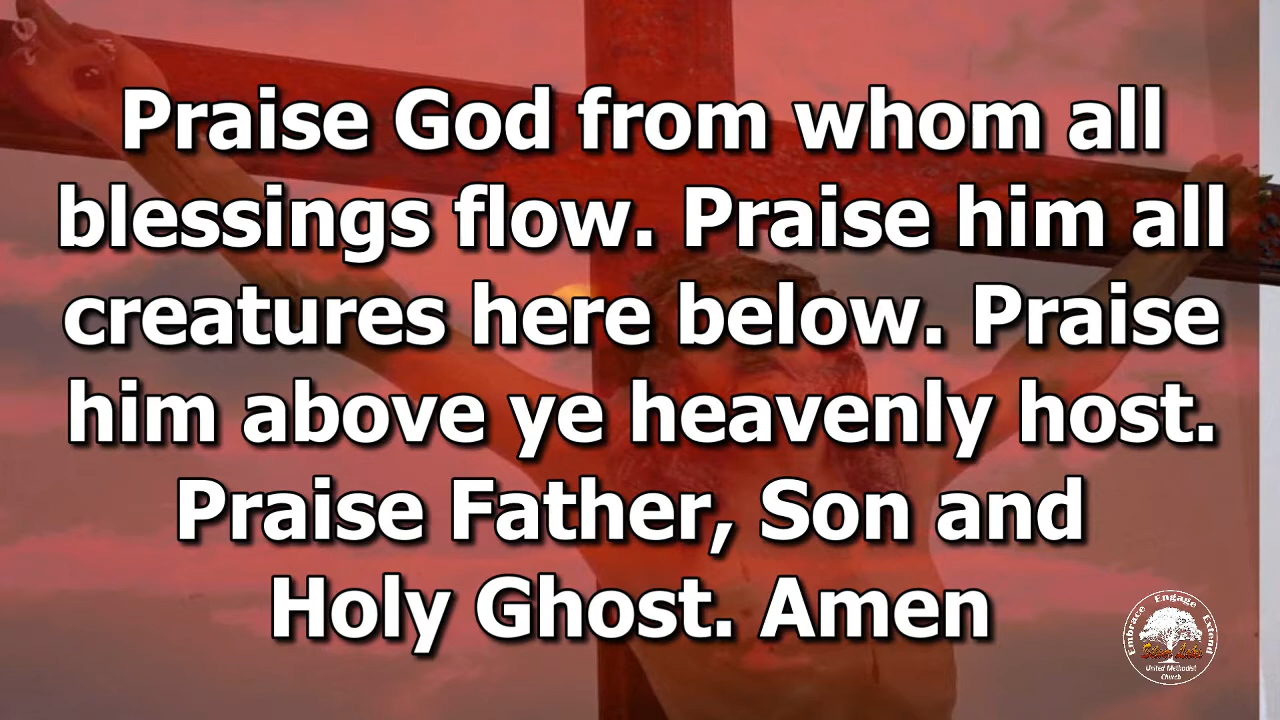 Praise God from whom all
blessings flow. Praise him all
creatures here below. Praise
him above ye heavenly host.
Praise Father, Son and
Holy Ghost. Amen
Embrace Engage Extend
United Methodist
Church